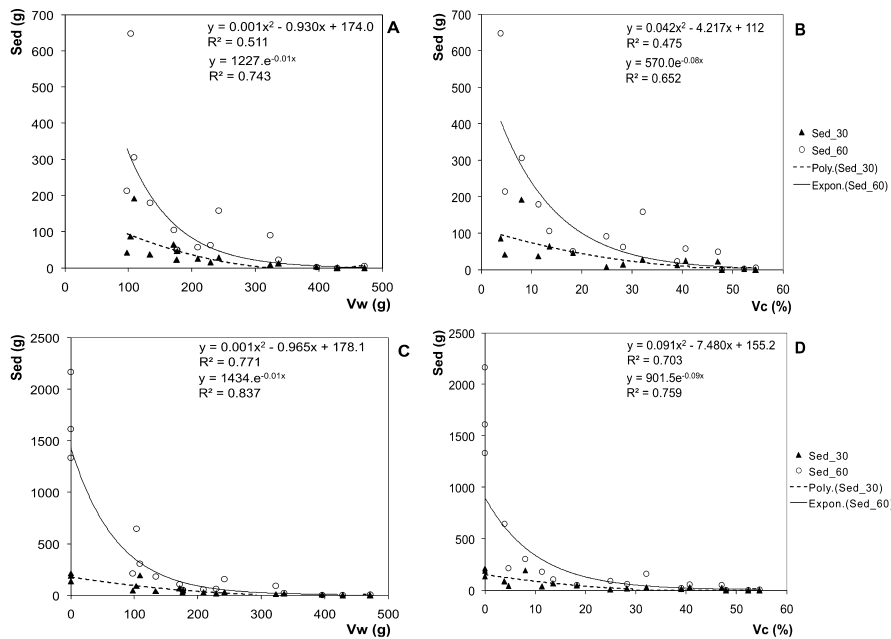 A
y = 0.001x² - 0.930x + 174.0
R² = 0.511
y = 1227.e^-0.01x
R² = 0.743
Sed (g)
700
600
500
400
300
200
100
0
0 100 200 300 400 500
Vw (g)
B
y = 0.042x² - 4.217x + 112
R² = 0.475
y = 570.0e^-0.08x
R² = 0.652
Sed (g)
700
600
500
400
300
200
100
0
0 10 20 30 40 50 60
Vc (%)
Sed_30
Sed_60
Poly.(Sed_30)
Expon.(Sed_60)
C
y = 0.001x² - 0.965x + 178.1
R² = 0.771
y = 1434.e^-0.01x
R² = 0.837
Sed (g)
2500
2000
1500
1000
500
0
0 100 200 300 400 500
Vw (g)
D
y = 0.091x² - 7.480x + 155.2
R² = 0.703
y = 901.5e^-0.09x
R² = 0.759
Sed (g)
2500
2000
1500
1000
500
0
0 10 20 30 40 50 60
Vc (%)
Sed_30
Sed_60
Poly.(Sed_30)
Expon.(Sed_60)